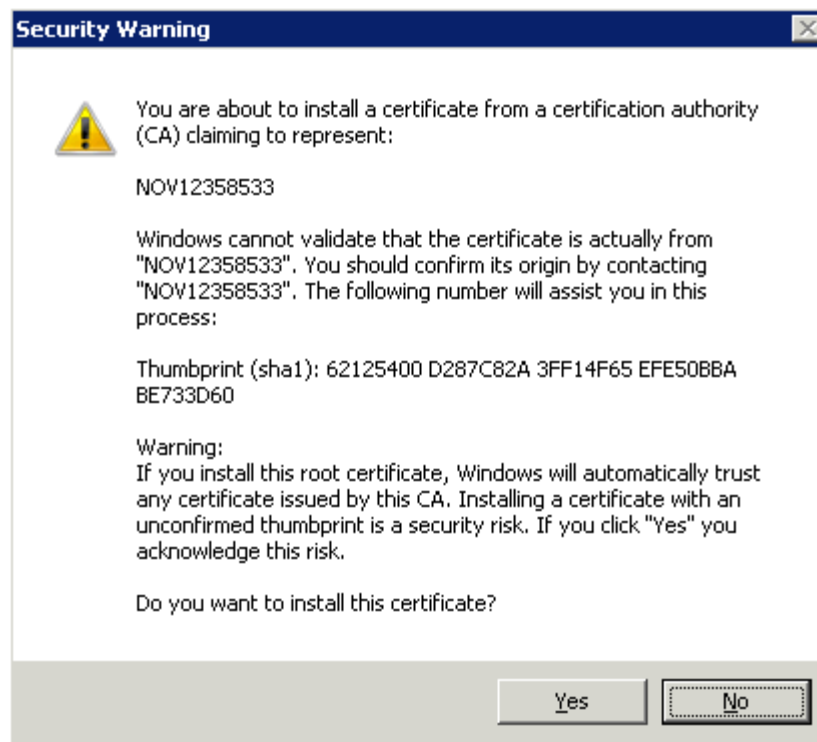 Security Warning
You are about to install a certificate from a certification authority
(CA) claiming to represent:
NOV12358533
Windows cannot validate that the certificate is actually from
"NOV12358533". You should confirm its origin by contacting
"NOV12358533". The following number will assist you in this
process:
Thumbprint (sha1): 62125400 D287C82A 3FF14F65 EFE50BBA
BE733D60
Warning:
If you install this root certificate, Windows will automatically trust
any certificate issued by this CA. Installing a certificate with an
unconfirmed thumbprint is a security risk. If you click "Yes" you
acknowledge this risk.
Do you want to install this certificate?
Yes
No